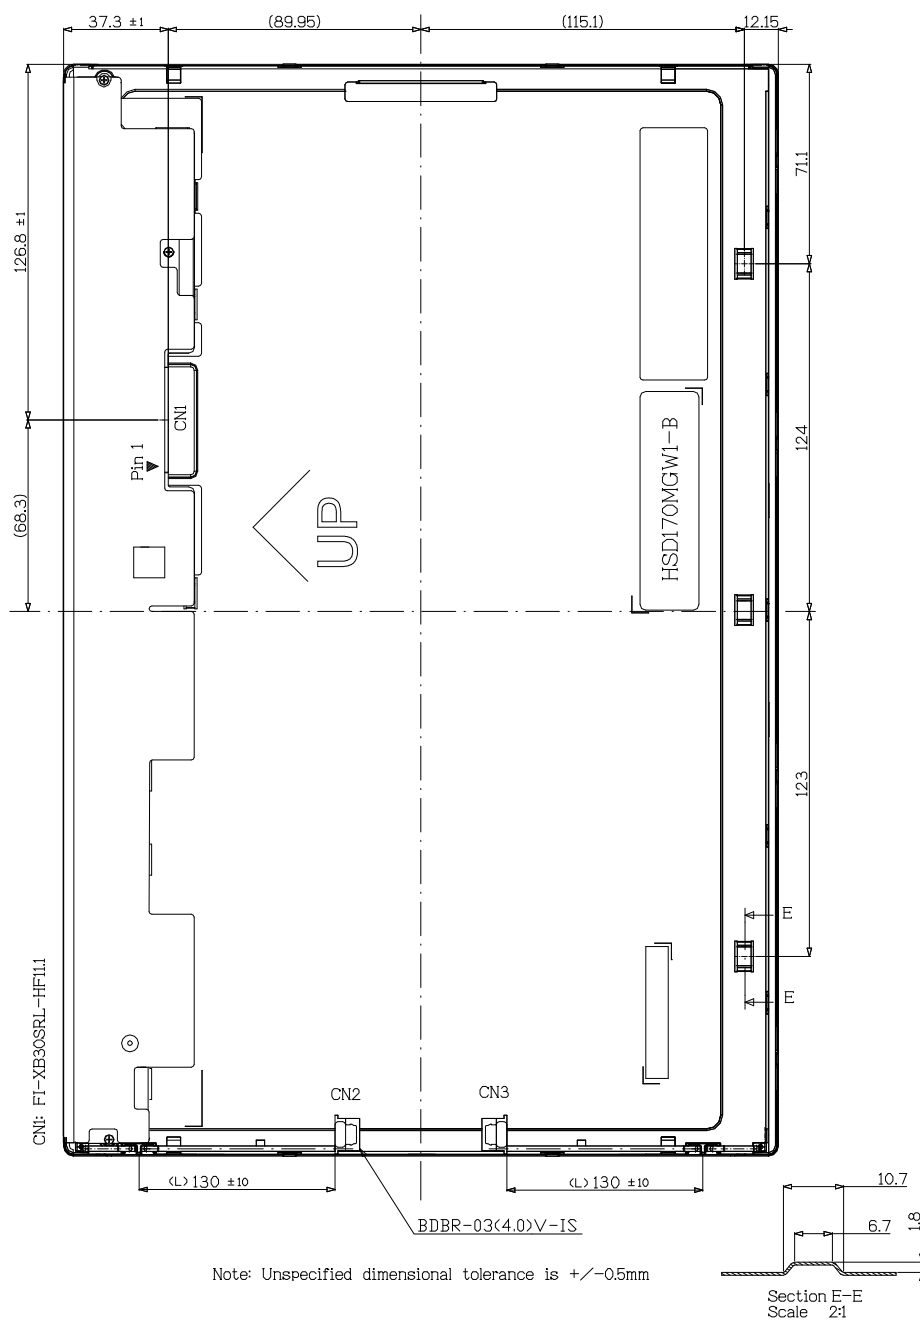 37.3 ±1
(89.95)
(115.1)
12.15
71.1
126.8 ±1
CN1
Pin 1
124
HSD170MGW1-B
(68.3)
UP
123
E
E
CN1: FI-XB30SRL-HF11.1
CN2
CN3
(L) 130 ±10
(L) 130 ±10
10.7
BDBR-03(4.0)V-IS
6.7
1.8
Note: Unspecified dimensional tolerance is +/-0.5mm
Section E-E
Scale 2:1